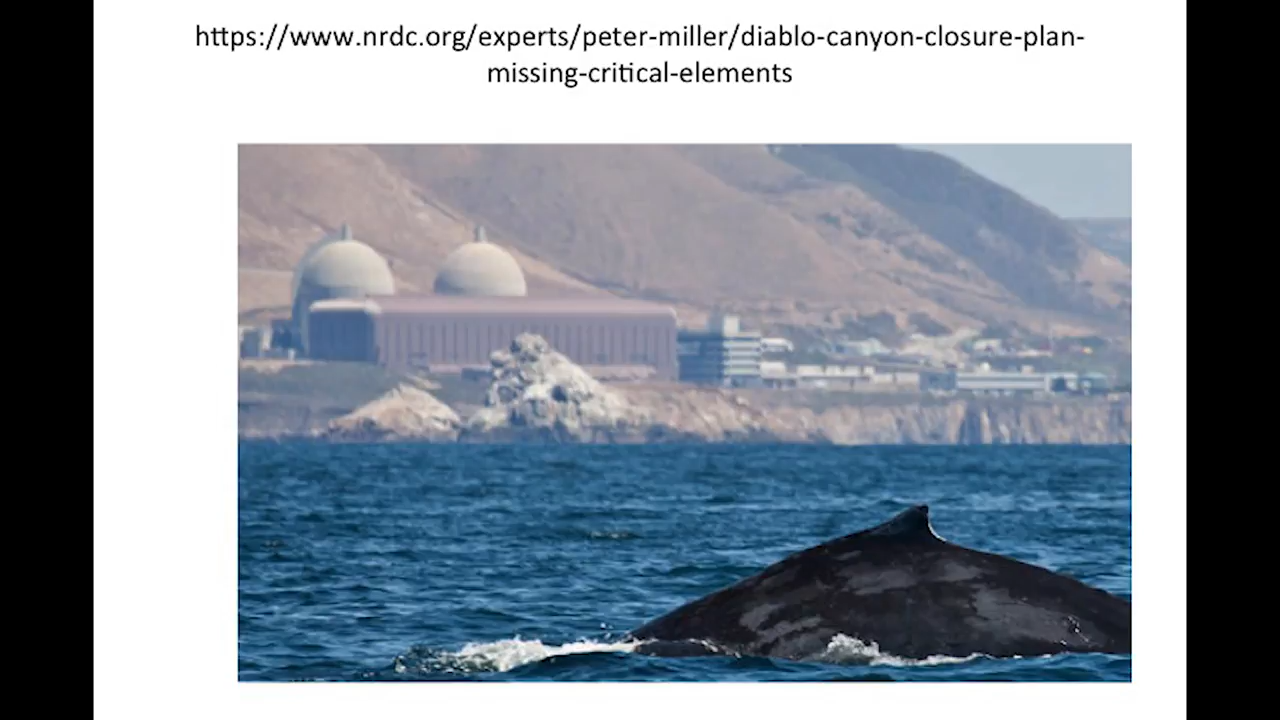 https://www.nrdc.org/experts/peter-miller/diablo-canyon-closure-plan-
missing-critical-elements